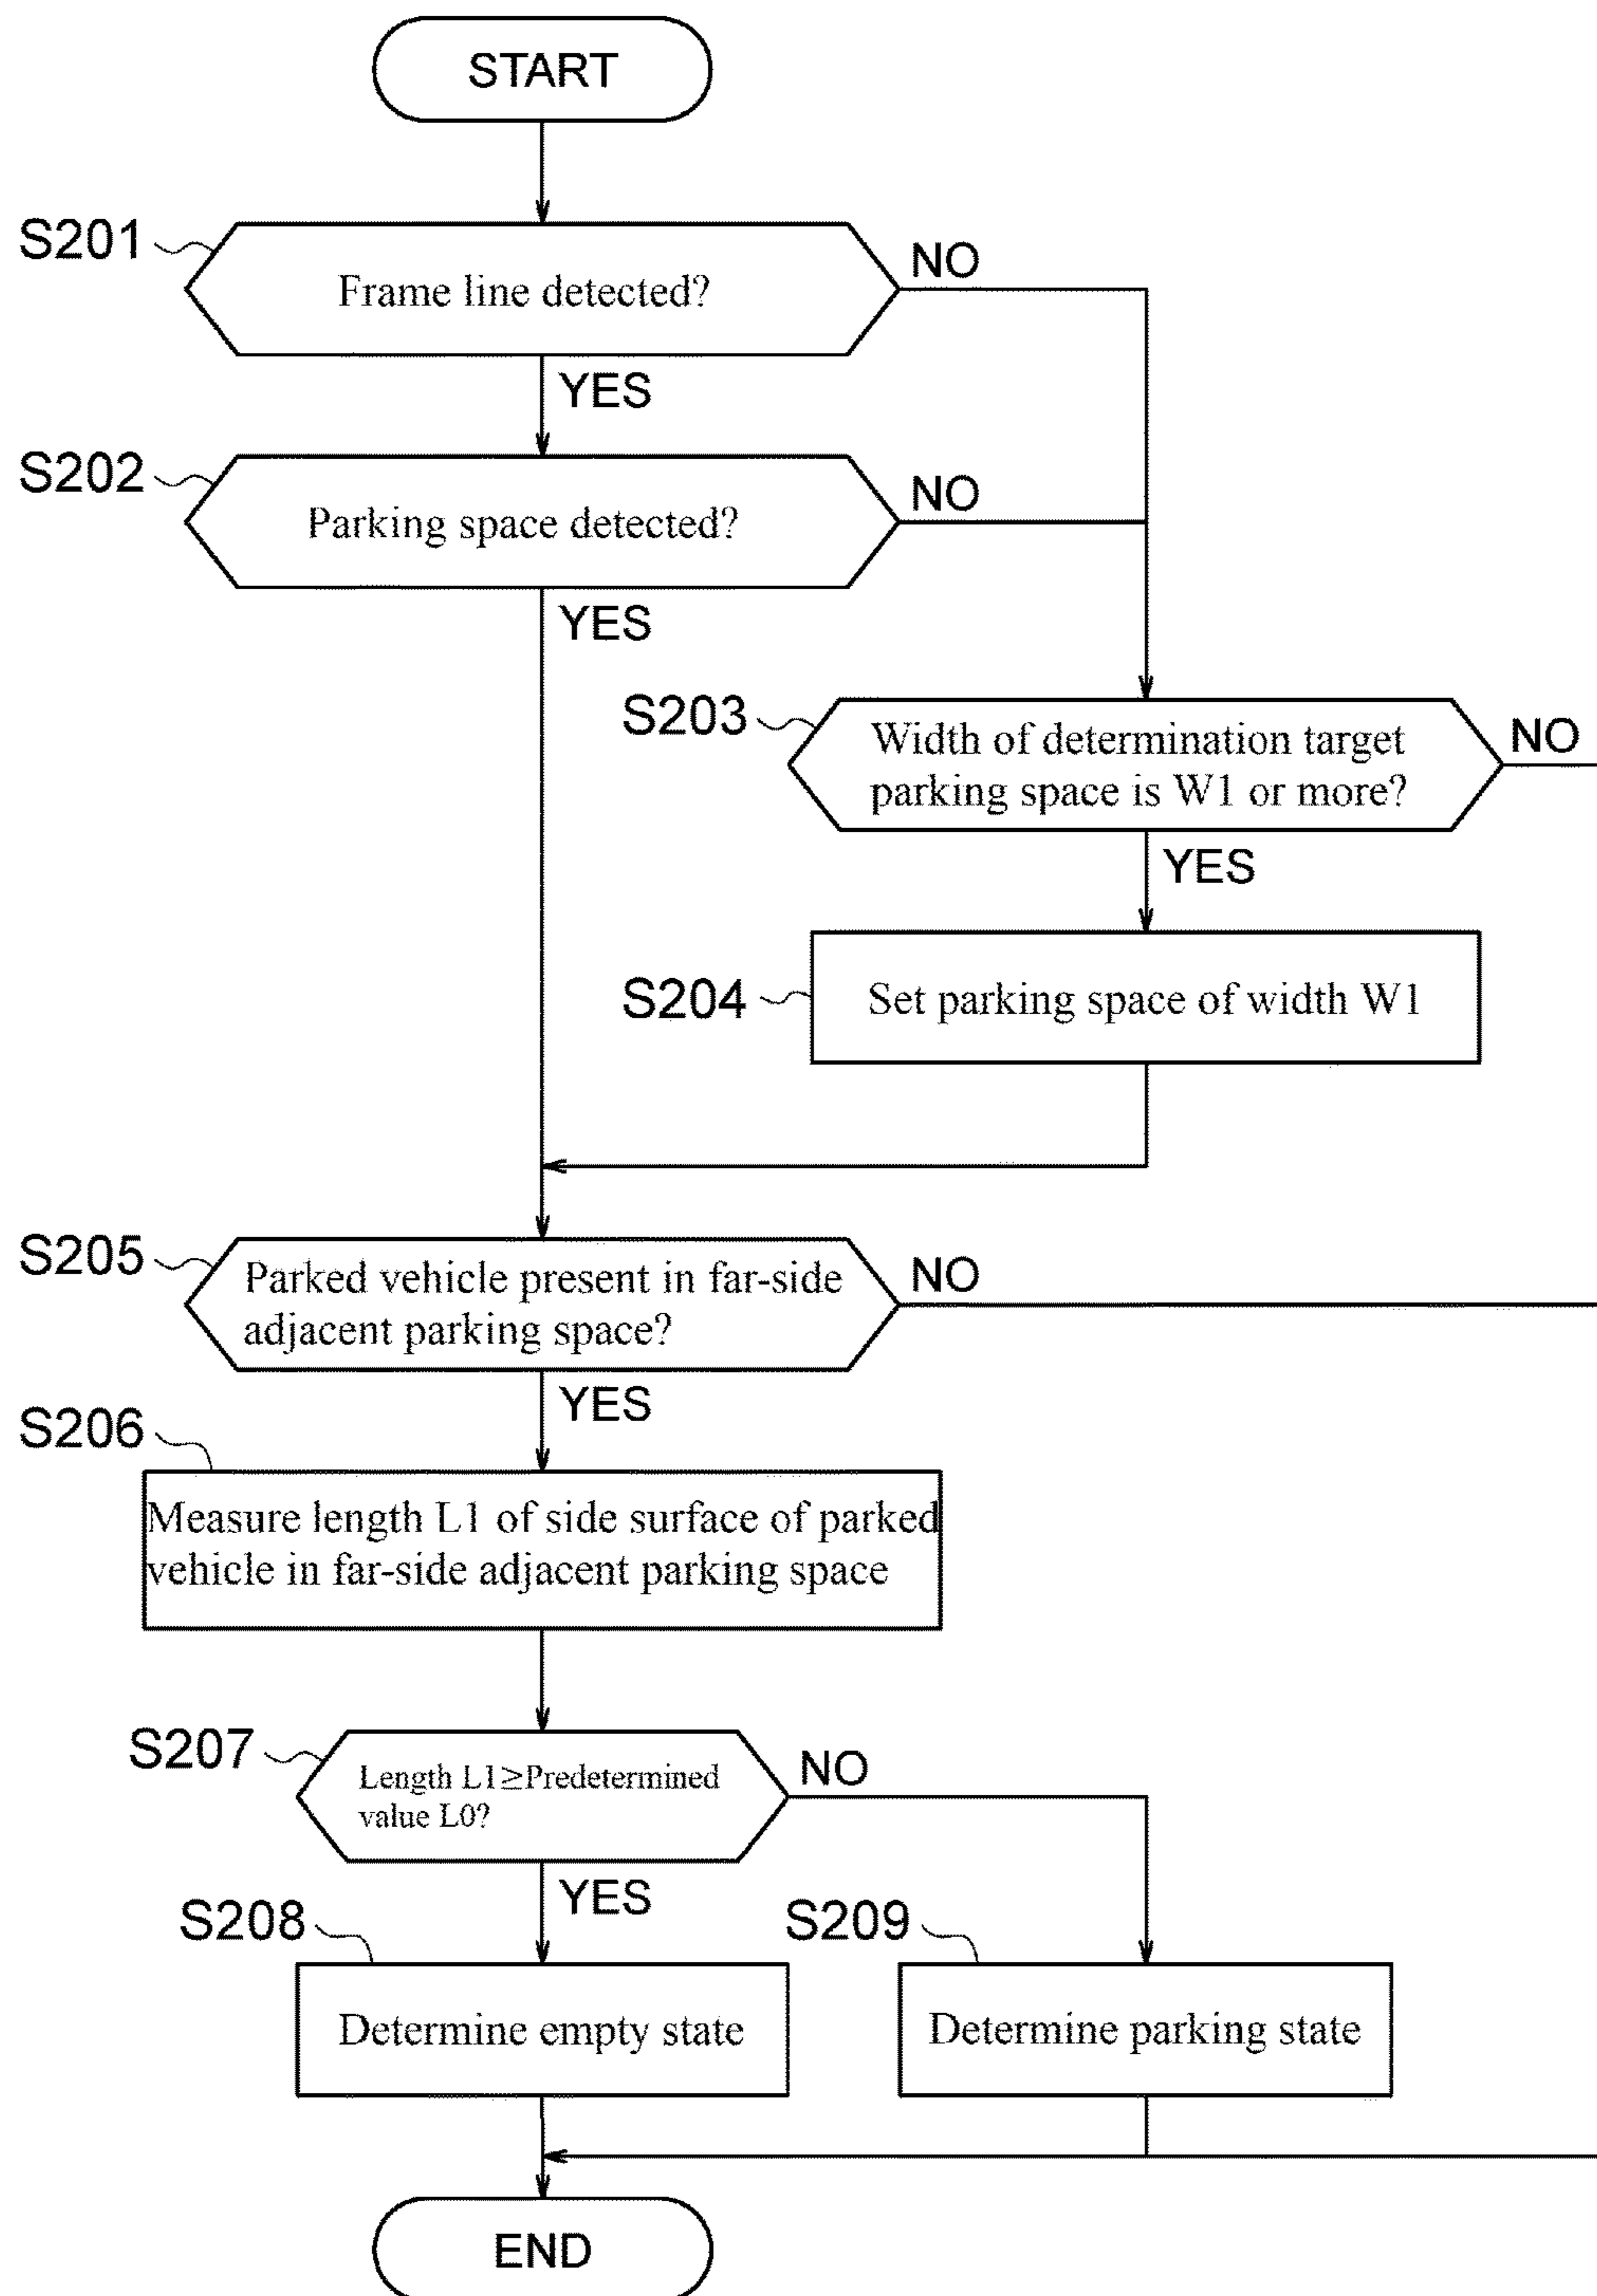 START
S201
Frame line detected?
NO
YES
S202
Parking space detected?
NO
YES
S203
Width of determination target
parking space is W1 or more?
NO
YES
S204
Set parking space of width W1
S205
Parked vehicle present in far-side
adjacent parking space?
NO
YES
S206
Measure length L1 of side surface of parked
vehicle in far-side adjacent parking space
S207
Length L1≥Predetermined
value L0?
NO
YES
S208
Determine empty state
S209
Determine parking state
END